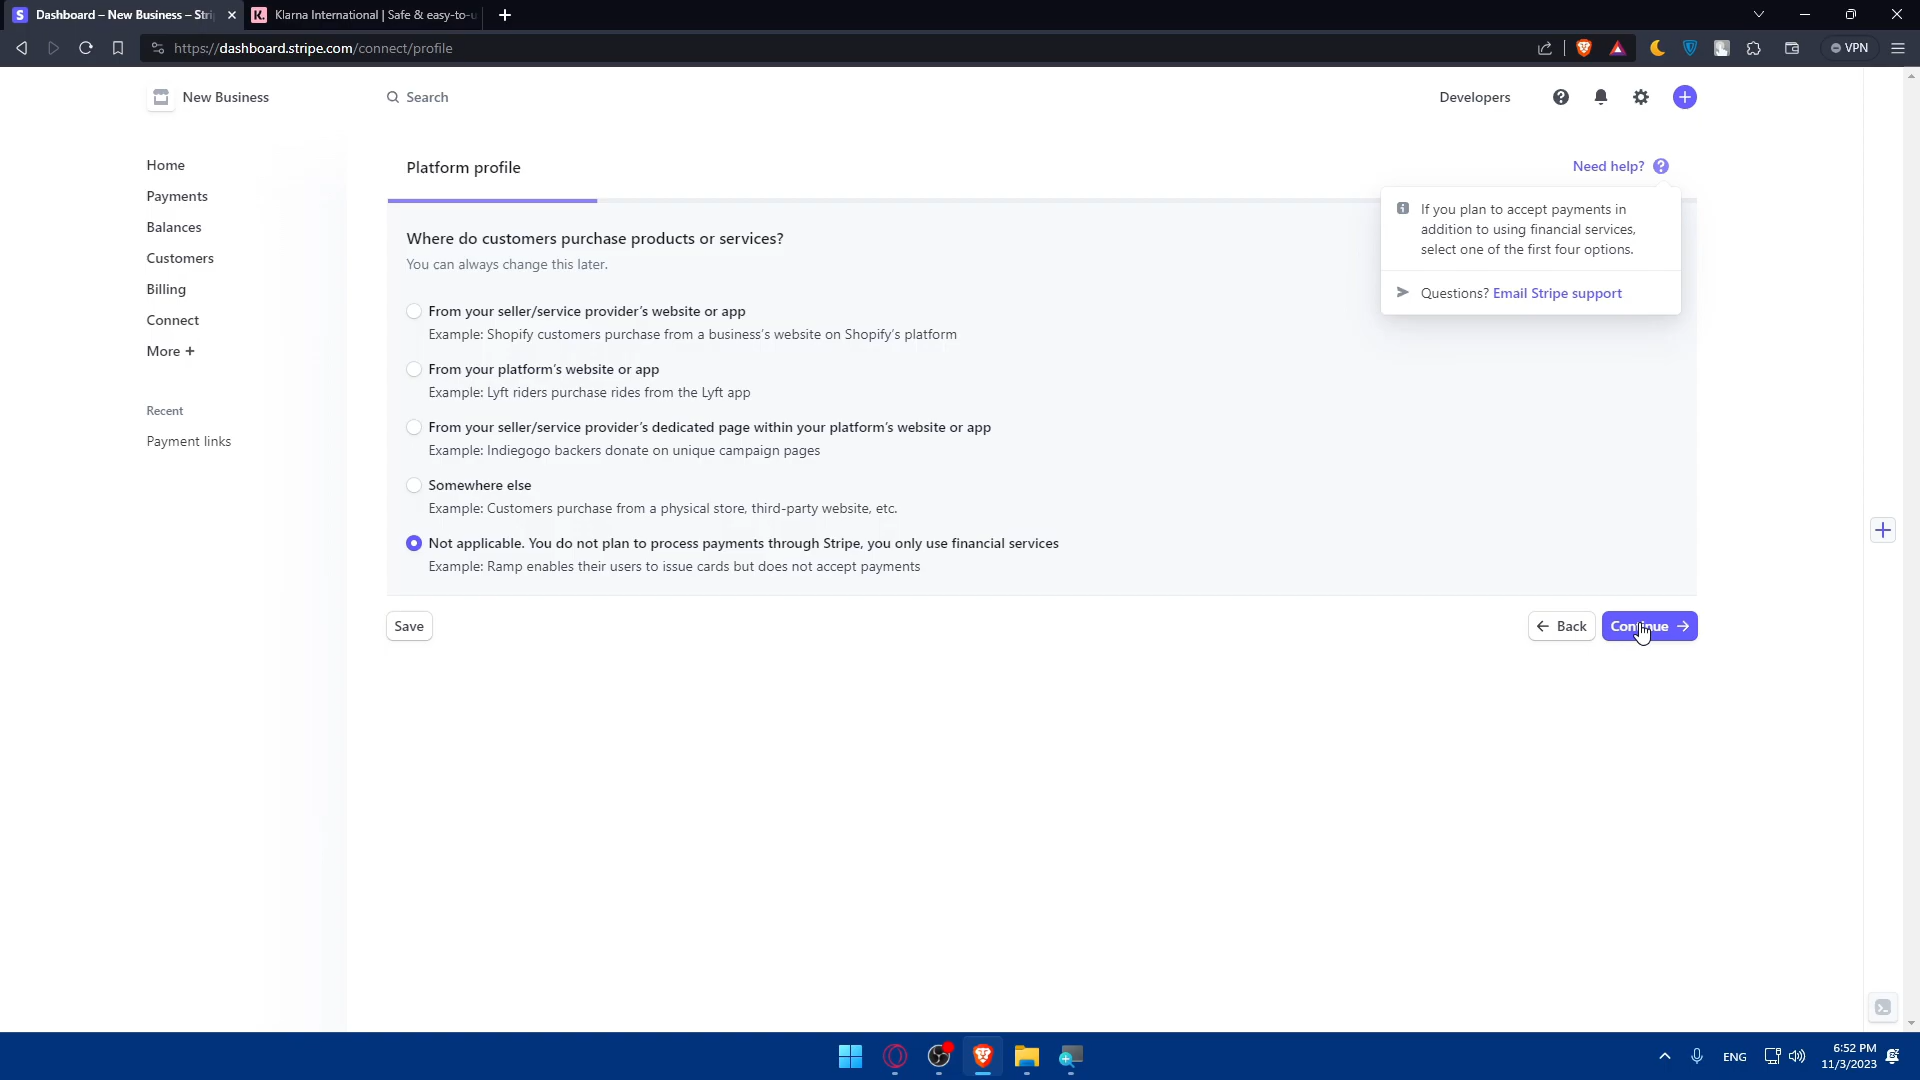 Dashboard – New Business – Stri
Klarna International | Safe & easy-to-u
https://dashboard.stripe.com/connect/profile
VPN
New Business
Search
Developers
Home
Payments
Balances
Customers
Billing
Connect
More +
Recent
Payment links
Platform profile
Need help?
If you plan to accept payments in
addition to using financial services,
select one of the first four options.
Questions? Email Stripe support
Where do customers purchase products or services?
You can always change this later.
From your seller/service provider's website or app
Example: Shopify customers purchase from a business's website on Shopify's platform
From your platform's website or app
Example: Lyft riders purchase rides from the Lyft app
From your seller/service provider's dedicated page within your platform's website or app
Example: Indiegogo backers donate on unique campaign pages
Somewhere else
Example: Customers purchase from a physical store, third-party website, etc.
Not applicable. You do not plan to process payments through Stripe, you only use financial services
Example: Ramp enables their users to issue cards but does not accept payments
Save
← Back
Continue →
ENG
6:52 PM
11/3/2023